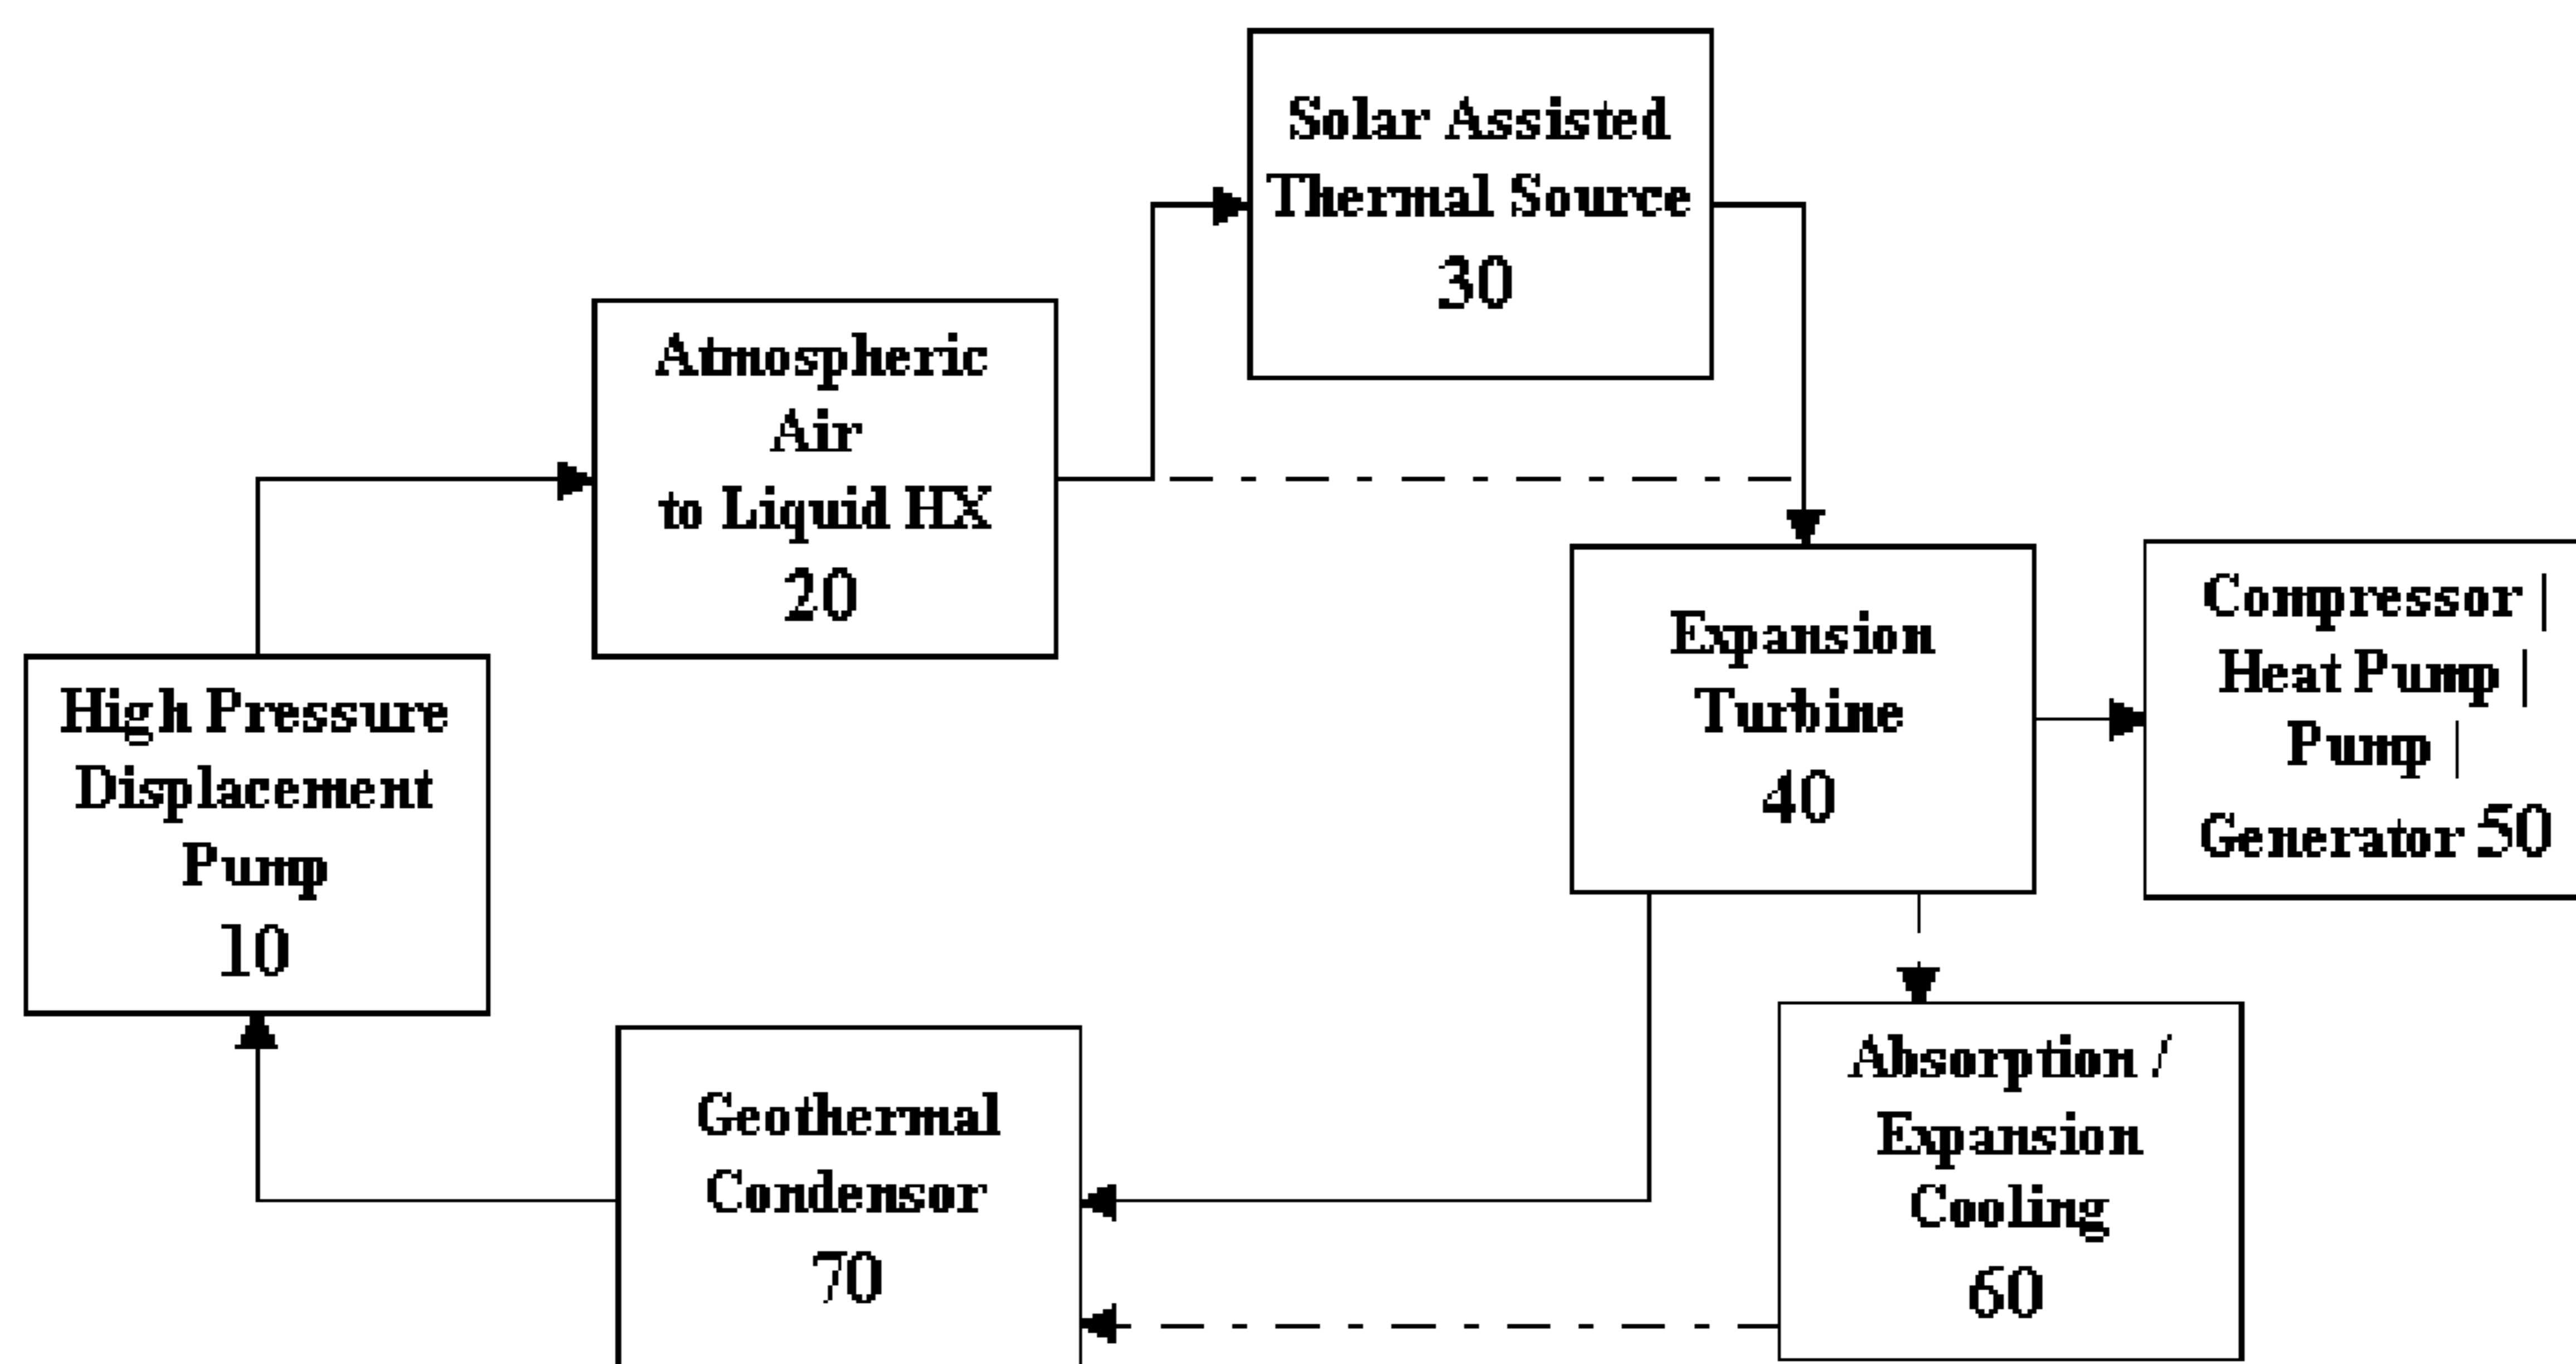 Solar Assisted
Thermal Source
30
Atmospheric
Air
to Liquid HX
20
High Pressure
Displacement
Pump
10
Expansion
Turbine
40
Compressor |
Heat Pump |
Pump |
Generator 50
Geothermal
Condensor
70
Absorption /
Expansion
Cooling
60